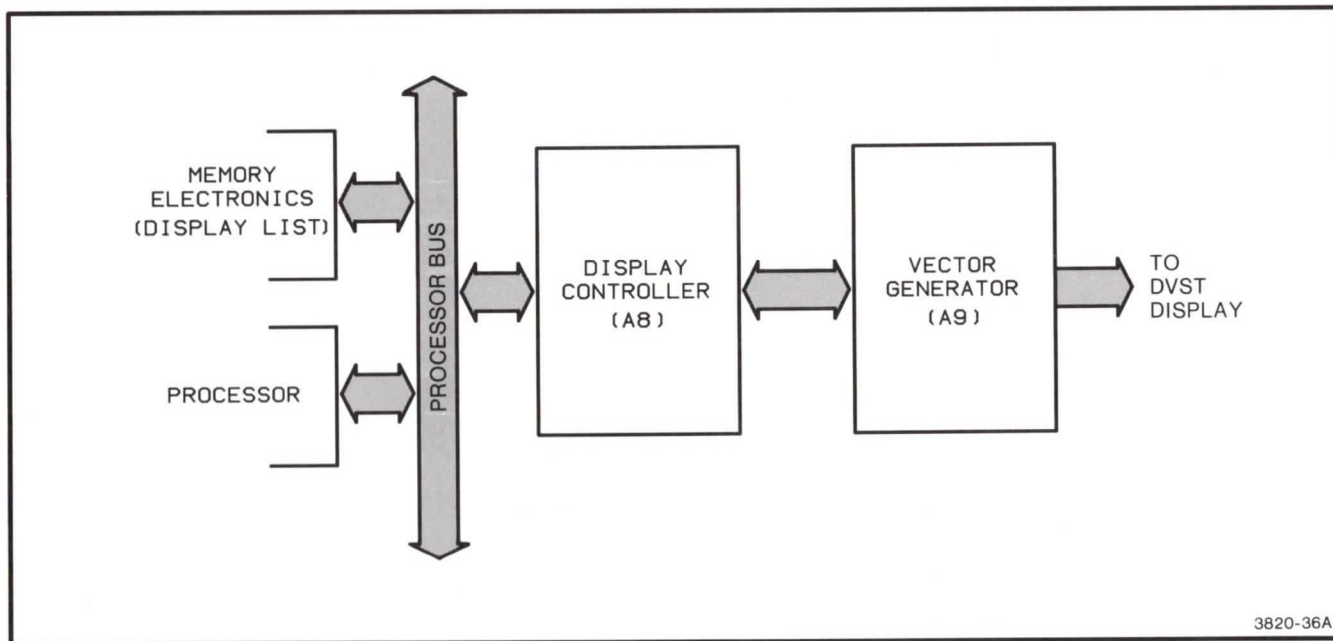 MEMORY
ELECTRONICS
(DISPLAY LIST)
PROCESSOR
PROCESSOR BUS
DISPLAY
CONTROLLER
(A8)
VECTOR
GENERATOR
(A9)
TO
DVST
DISPLAY
3820-36A